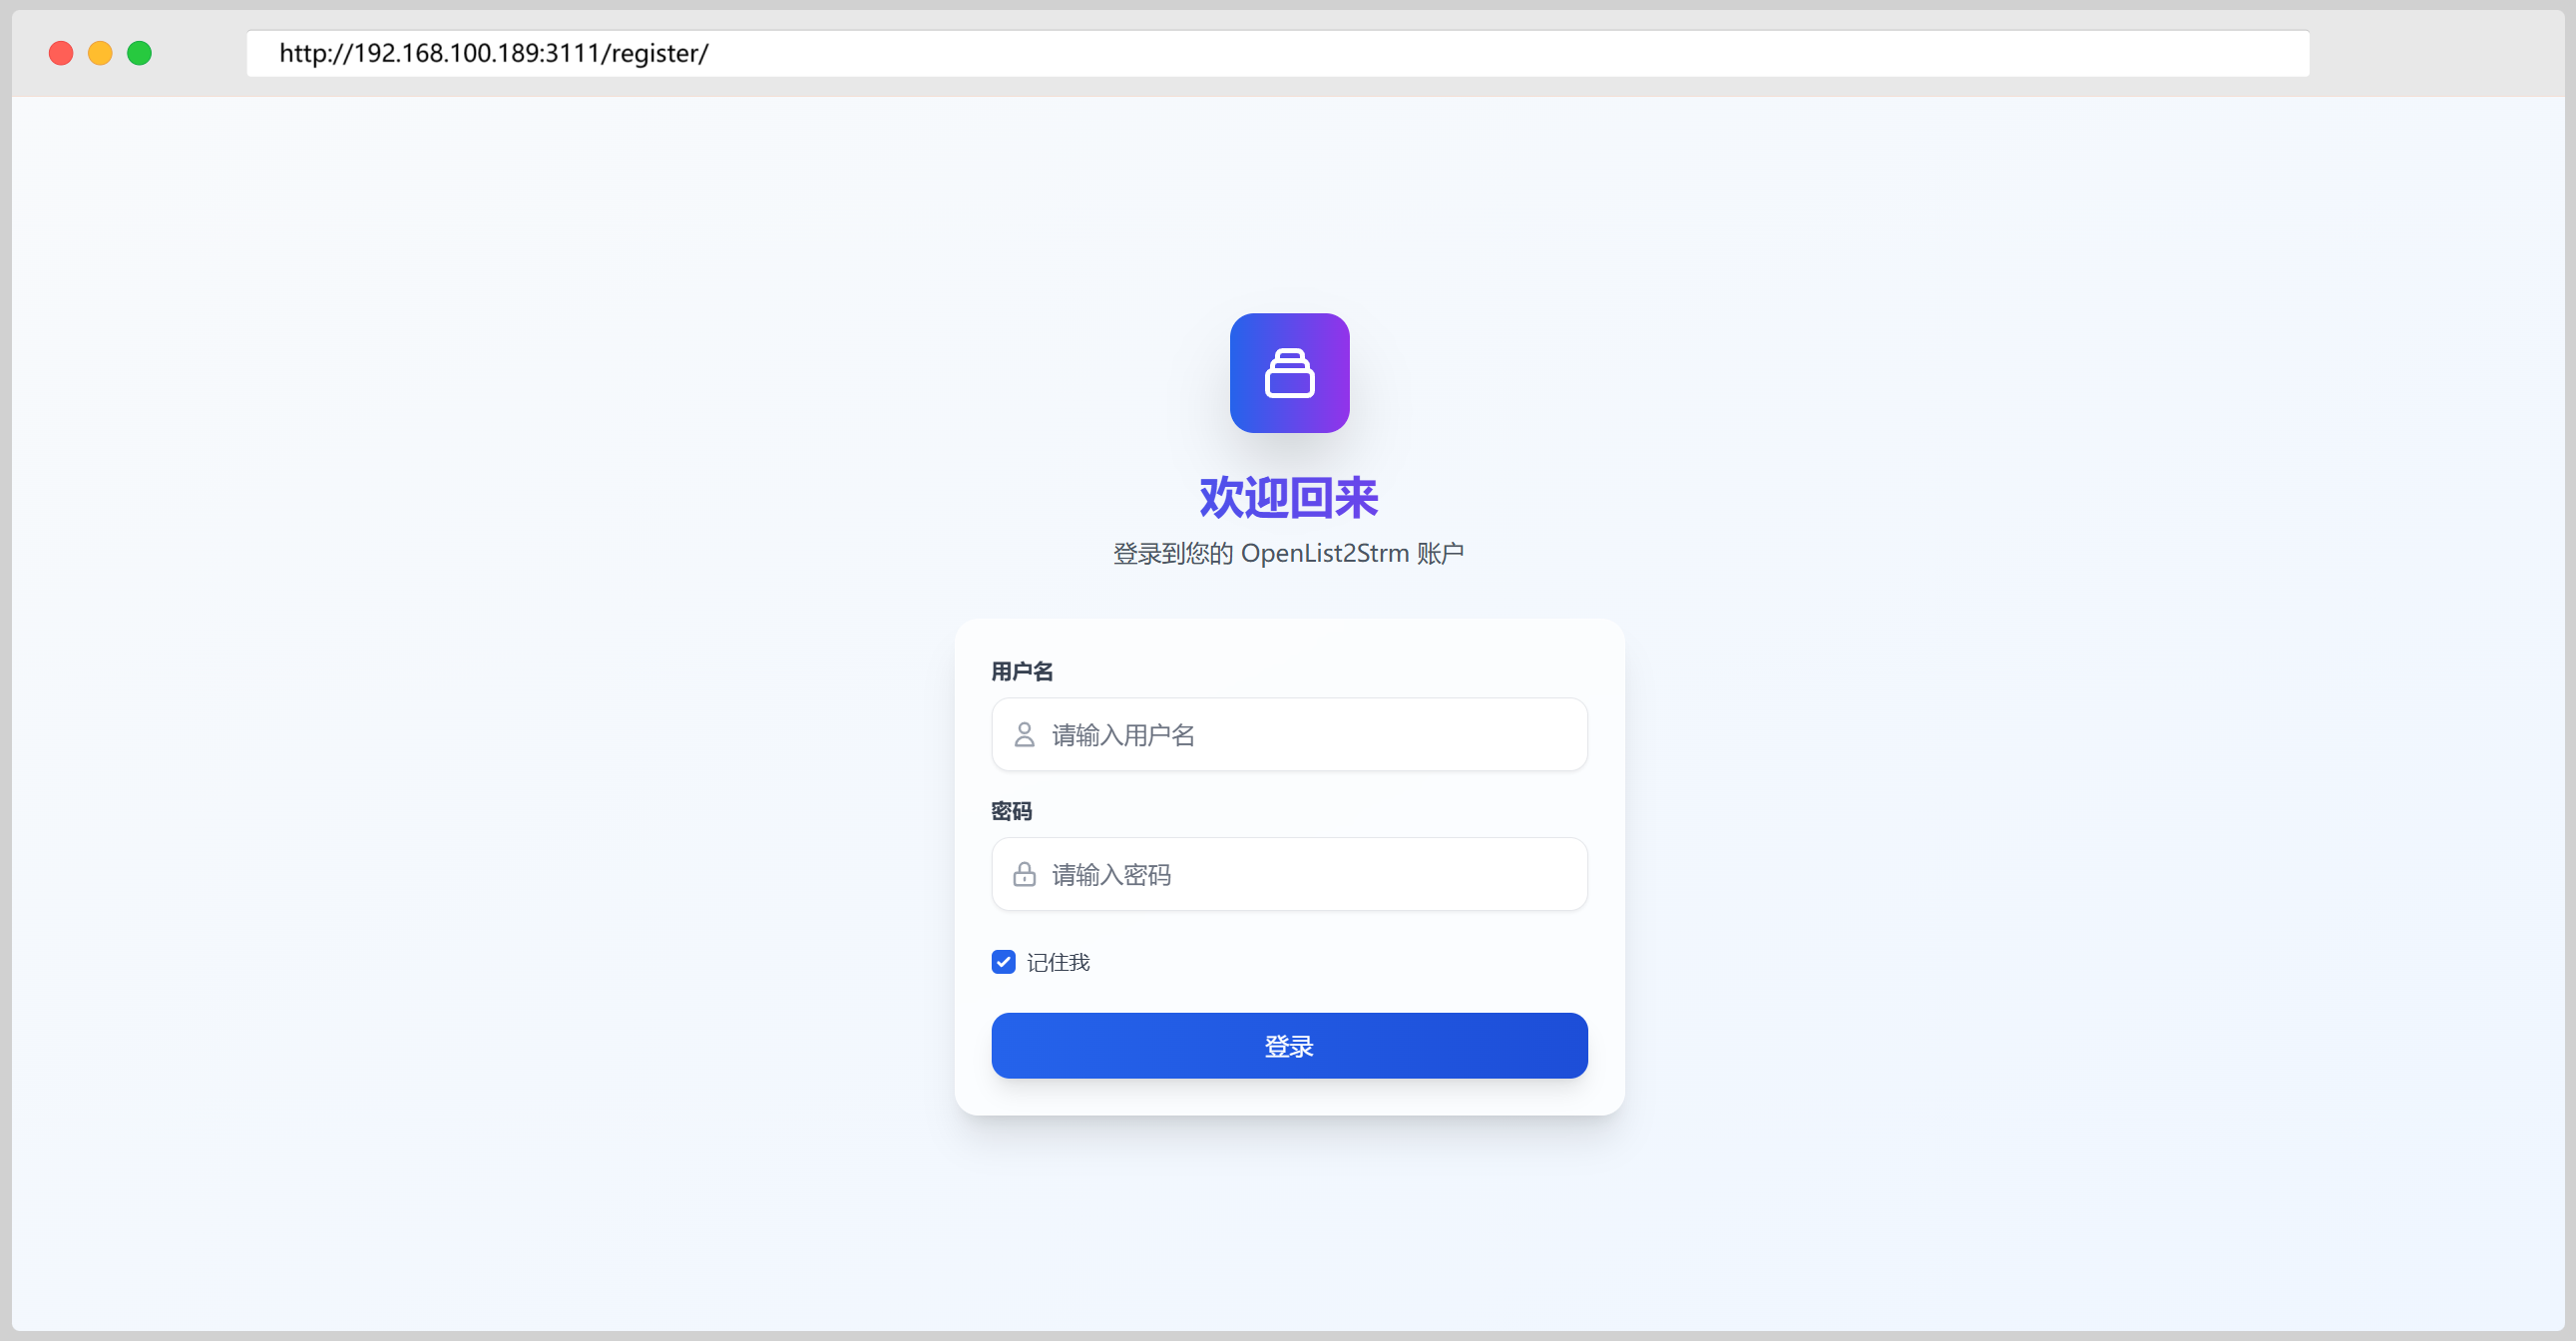 http://192.168.100.189:3111/register/
欢迎回来
登录到您的 OpenList2Strm 账户
用户名
请输入用户名
密码
请输入密码
记住我
登录